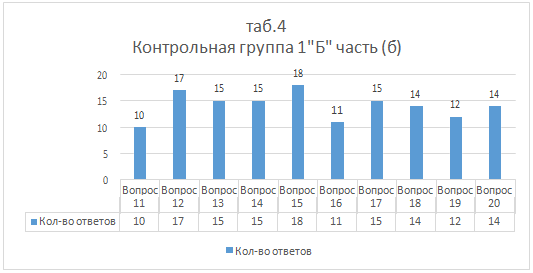 таб.4
Контрольная группа 1"Б" часть (б)
20
15
10
5
0
10 17 15 15 18 11 15 14 12 14
Вопрос 11 Вопрос 12 Вопрос 13 Вопрос 14 Вопрос 15 Вопрос 16 Вопрос 17 Вопрос 18 Вопрос 19 Вопрос 20
Кол-во ответов 10 17 15 15 18 11 15 14 12 14
Кол-во ответов